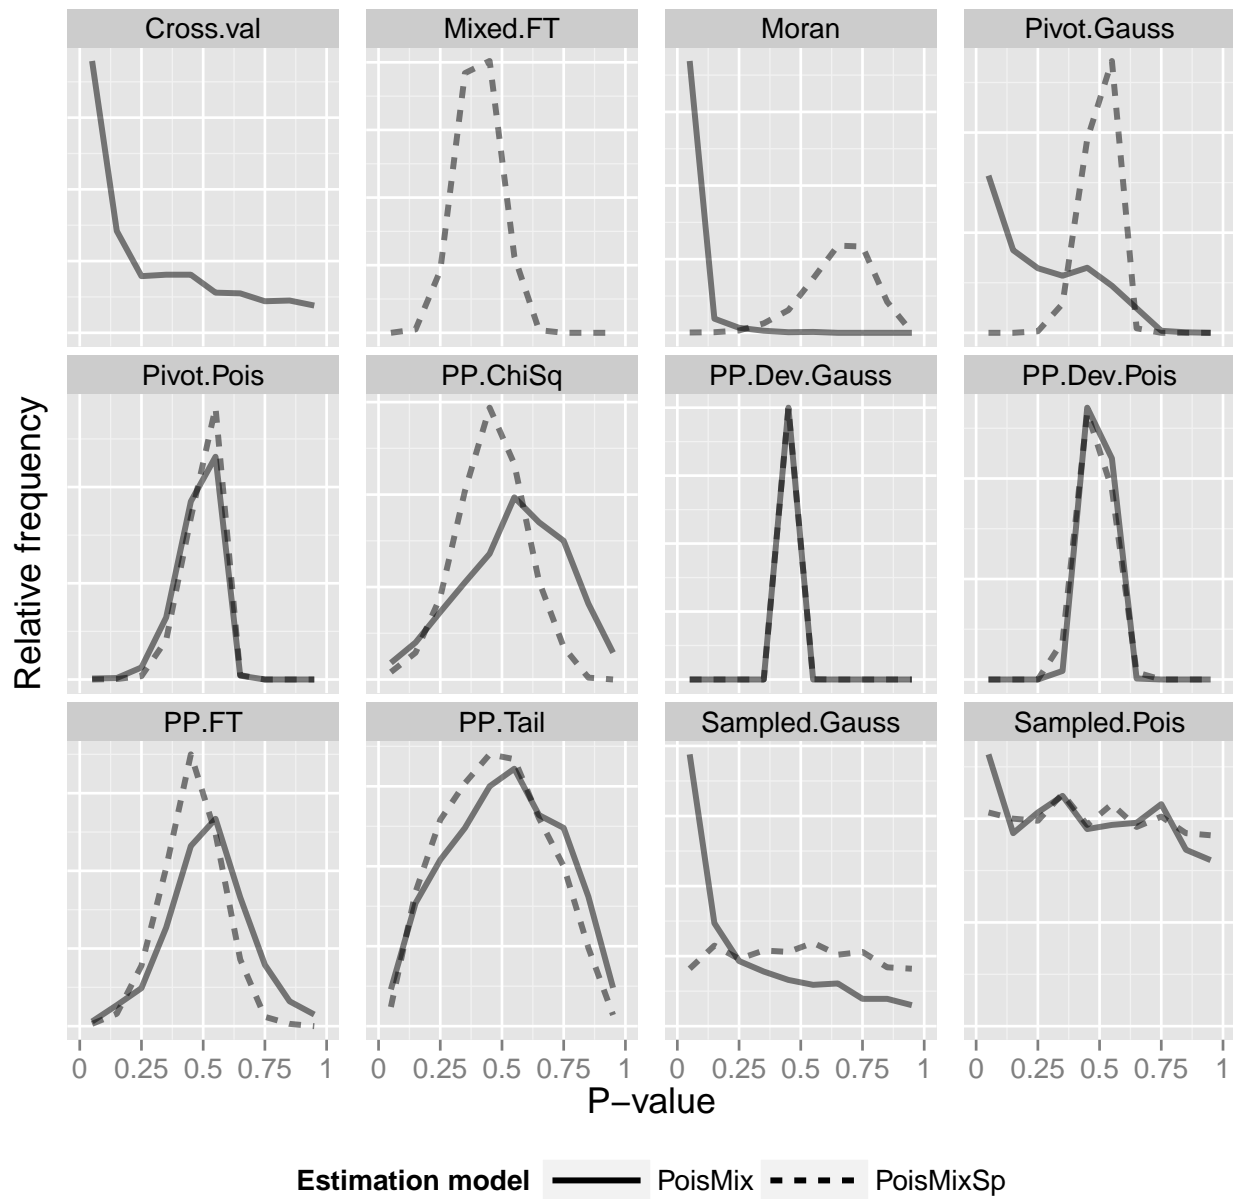 Cross.val Mixed.FT Moran Pivot.Gauss
Pivot.Pois PP.ChiSq PP.Dev.Gauss PP.Dev.Pois
PP.FT PP.Tail Sampled.Gauss Sampled.Pois
Relative frequency
0 0.25 0.5 0.75 1 0 0.25 0.5 0.75 1 0 0.25 0.5 0.75 1 0 0.25 0.5 0.75 1
P−value
Estimation model PoisMix PoisMixSp